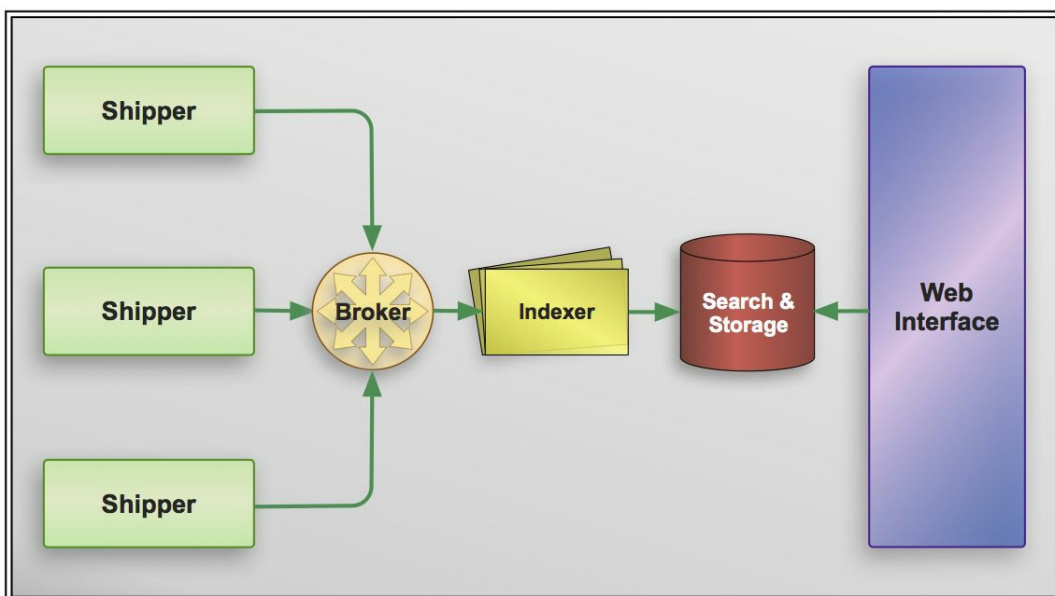 Shipper
Shipper
Shipper
Broker
Indexer
Search &
Storage
Web
Interface